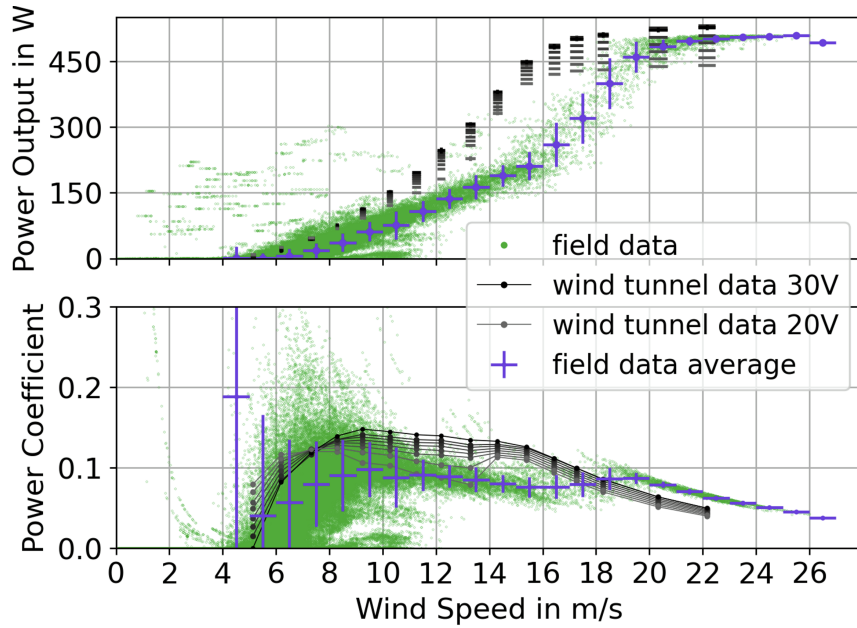 Power Output in W
450
300
150
0
field data
wind tunnel data 30V
wind tunnel data 20V
field data average
Power Coefficient
0.3
0.2
0.1
0.0
0 2 4 6 8 10 12 14 16 18 20 22 24 26
Wind Speed in m/s